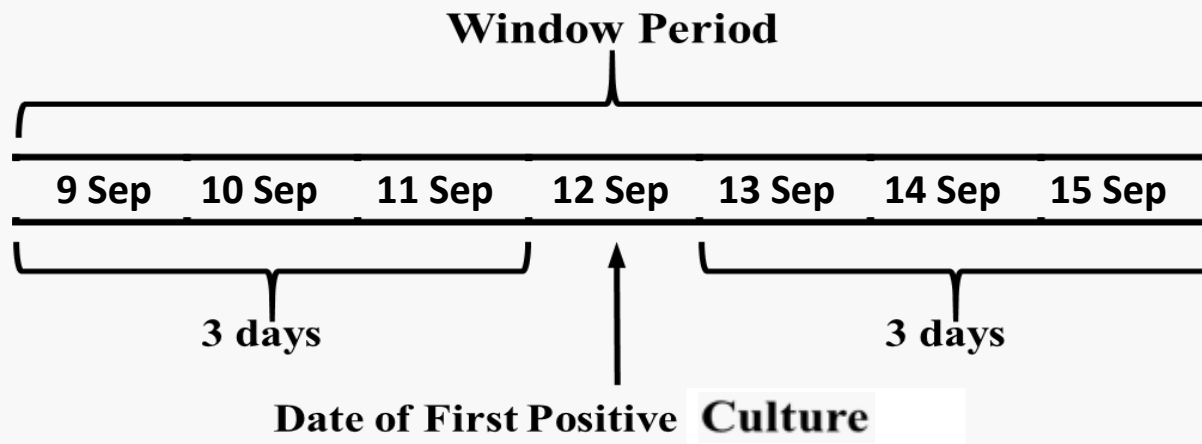 Window Period
9 Sep 10 Sep 11 Sep 12 Sep 13 Sep 14 Sep 15 Sep
3 days 3 days
Date of First Positive Culture